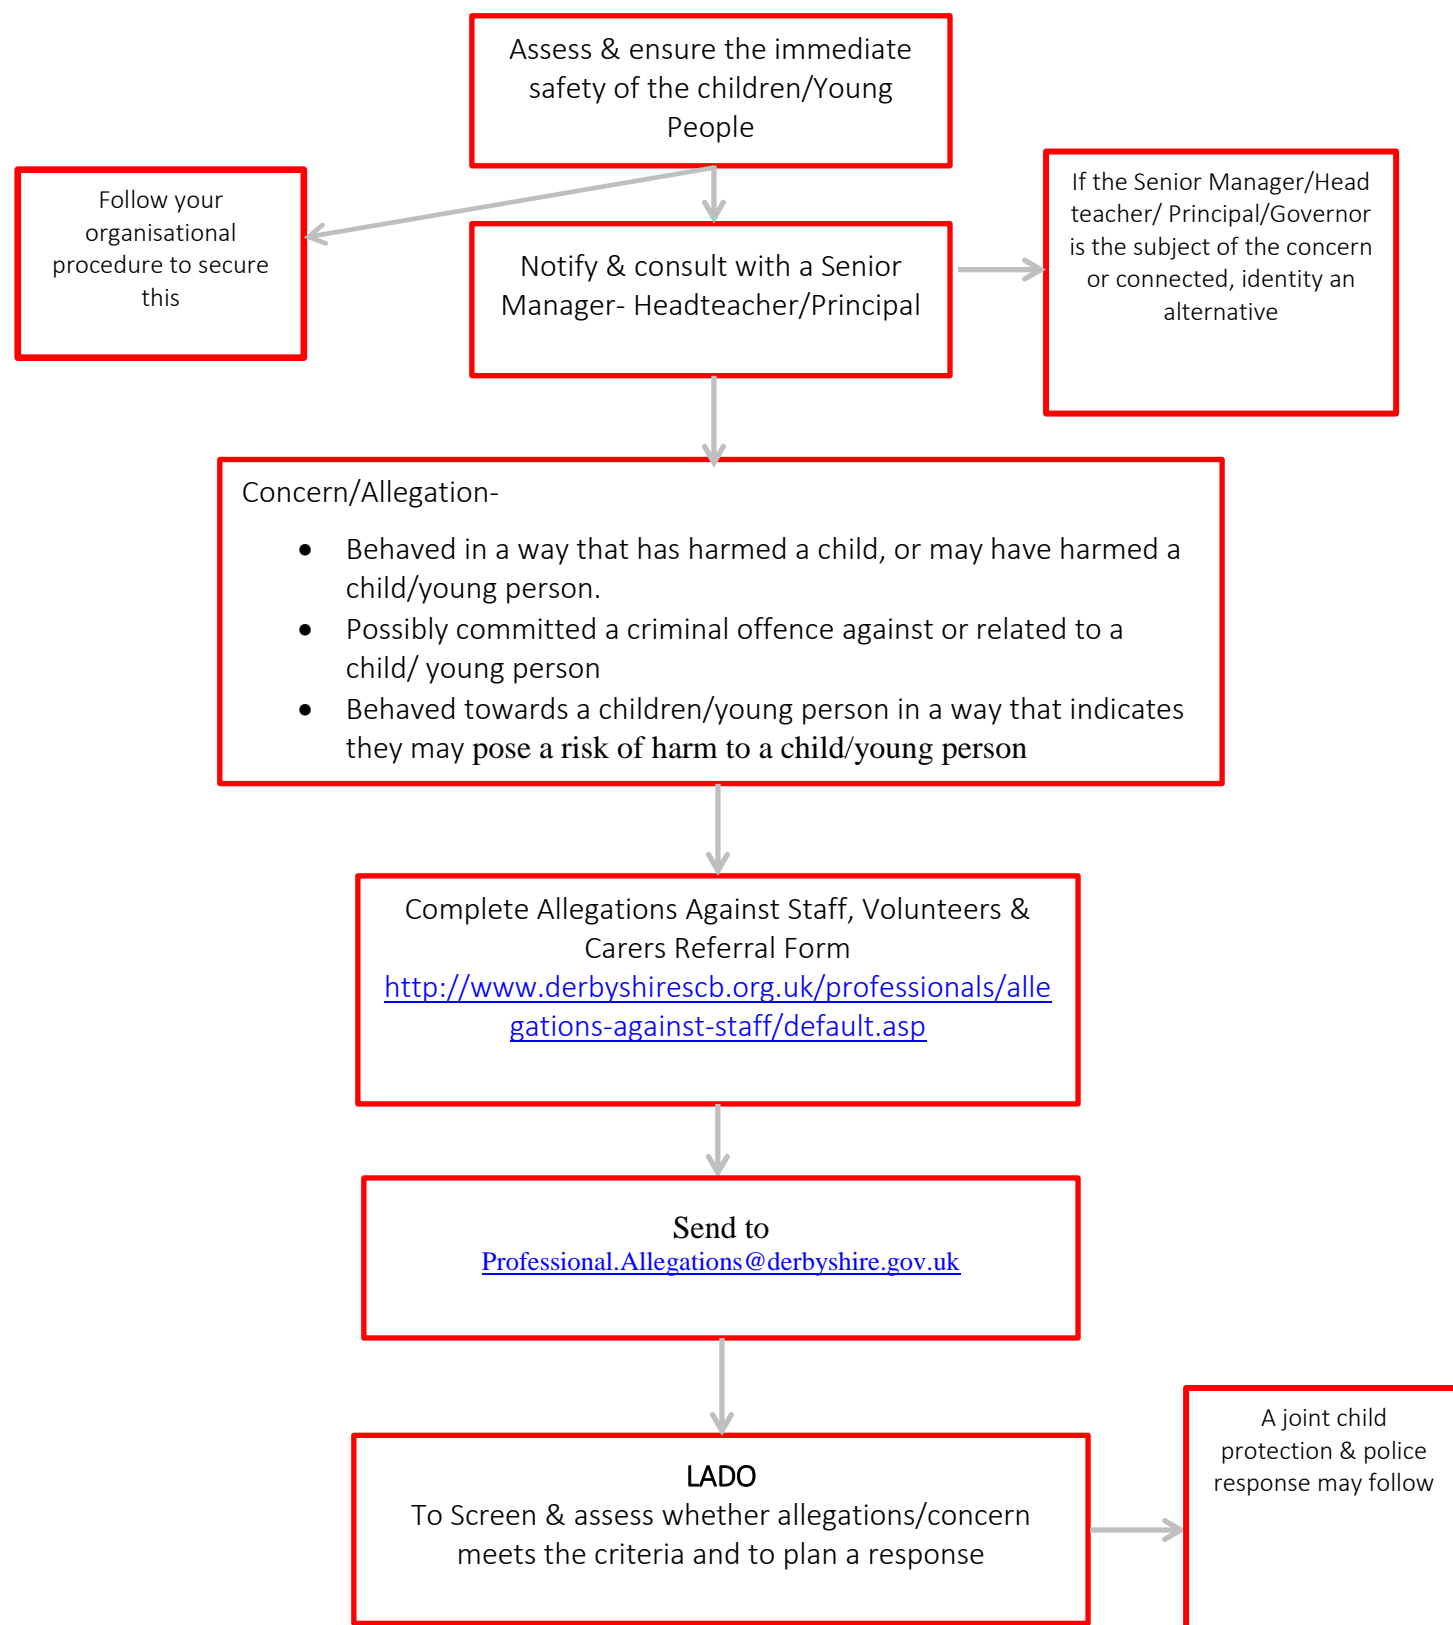 Assess & ensure the immediate
safety of the children/Young
People
Follow your
organisational
procedure to secure
this
Notify & consult with a Senior
Manager- Headteacher/Principal
If the Senior Manager/Head
teacher/ Principal/Governor
is the subject of the concern
or connected, identity an
alternative
Concern/Allegation-
• Behaved in a way that has harmed a child, or may have harmed a
child/young person.
• Possibly committed a criminal offence against or related to a
child/ young person
• Behaved towards a children/young person in a way that indicates
they may pose a risk of harm to a child/young person
Complete Allegations Against Staff, Volunteers &
Carers Referral Form
http://www.derbyshirescb.org.uk/professionals/alle
gations-against-staff/default.asp
Send to
Professional.Allegations@derbyshire.gov.uk
LADO
To Screen & assess whether allegations/concern
meets the criteria and to plan a response
A joint child
protection & police
response may follow